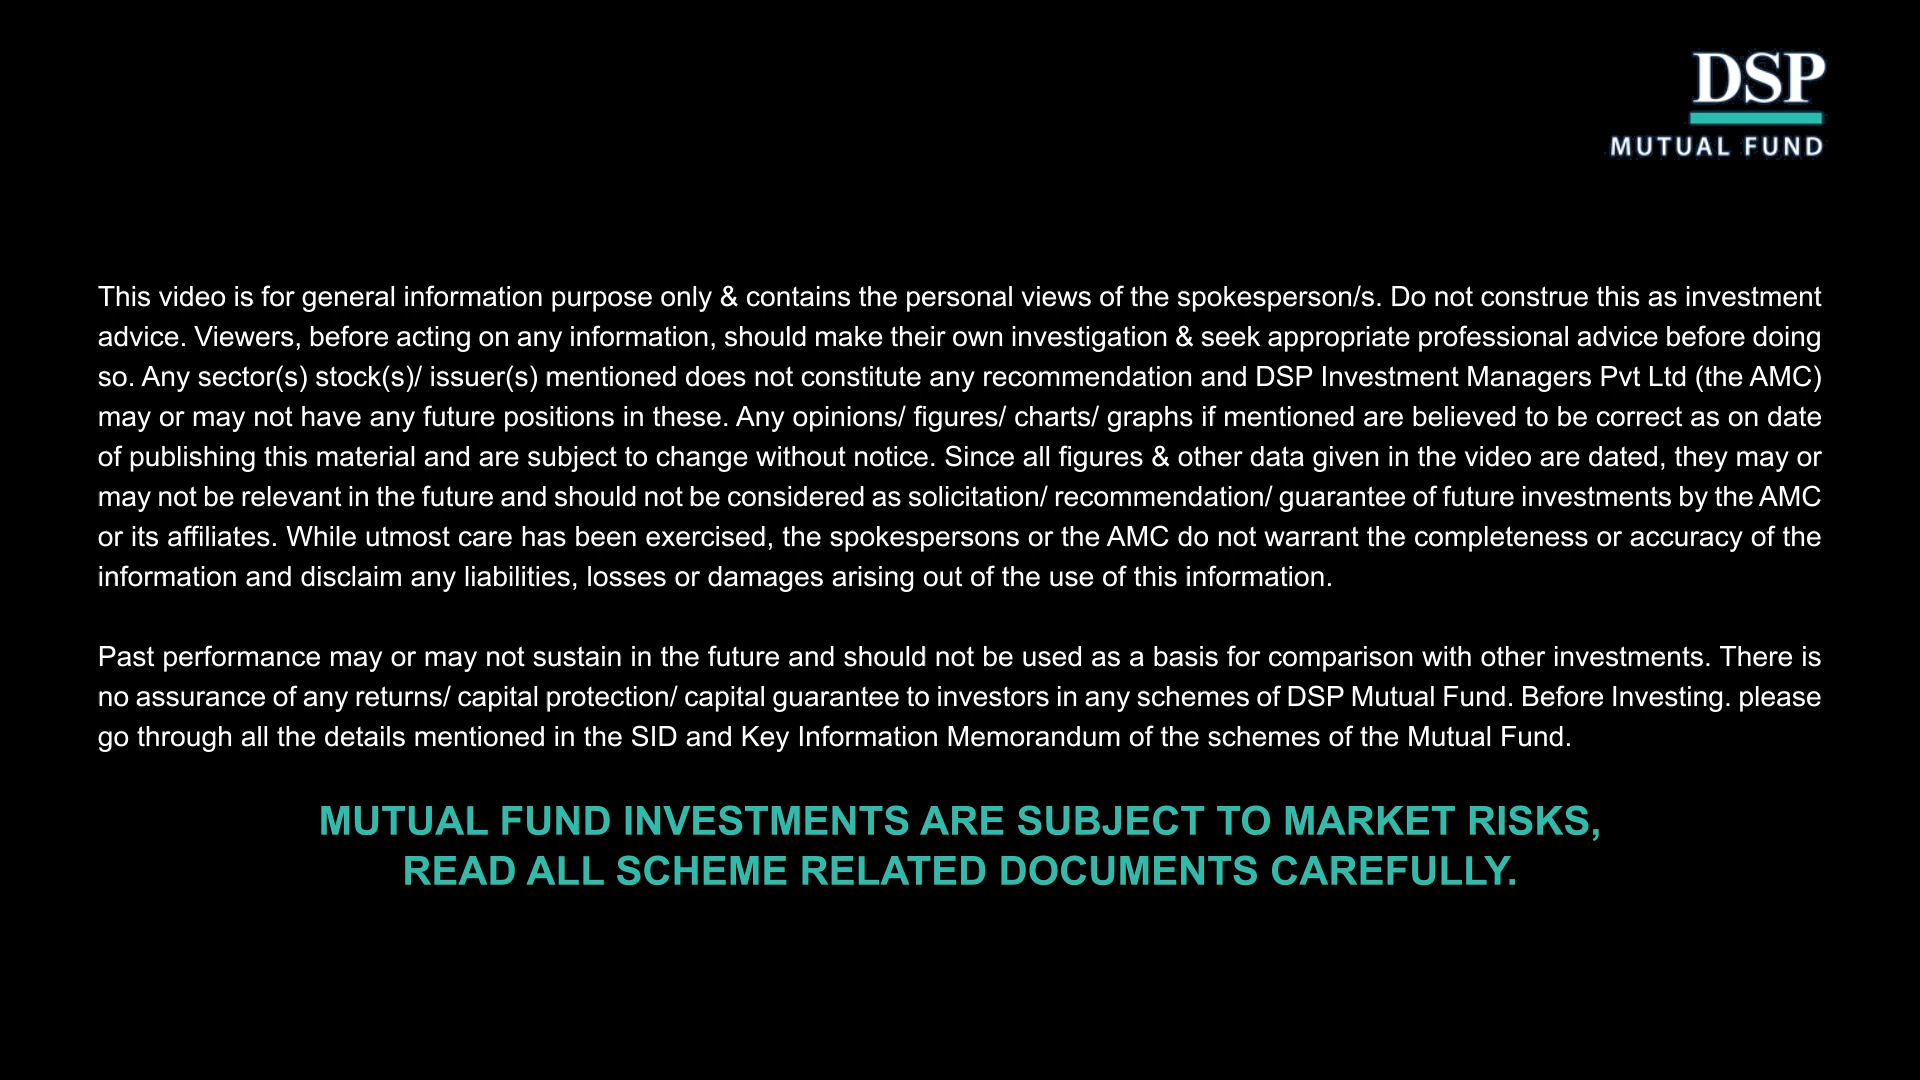 DSP
MUTUAL FUND
This video is for general information purpose only & contains the personal views of the spokesperson/s. Do not construe this as investment
advice. Viewers, before acting on any information, should make their own investigation & seek appropriate professional advice before doing
so. Any sector(s) stock(s)/ issuer(s) mentioned does not constitute any recommendation and DSP Investment Managers Pvt Ltd (the AMC)
may or may not have any future positions in these. Any opinions/ figures/ charts/ graphs if mentioned are believed to be correct as on date
of publishing this material and are subject to change without notice. Since all figures & other data given in the video are dated, they may or
may not be relevant in the future and should not be considered as solicitation/ recommendation/ guarantee of future investments by the AMC
or its affiliates. While utmost care has been exercised, the spokespersons or the AMC do not warrant the completeness or accuracy of the
information and disclaim any liabilities, losses or damages arising out of the use of this information.
Past performance may or may not sustain in the future and should not be used as a basis for comparison with other investments. There is
no assurance of any returns/ capital protection/ capital guarantee to investors in any schemes of DSP Mutual Fund. Before Investing. please
go through all the details mentioned in the SID and Key Information Memorandum of the schemes of the Mutual Fund.
MUTUAL FUND INVESTMENTS ARE SUBJECT TO MARKET RISKS,
READ ALL SCHEME RELATED DOCUMENTS CAREFULLY.